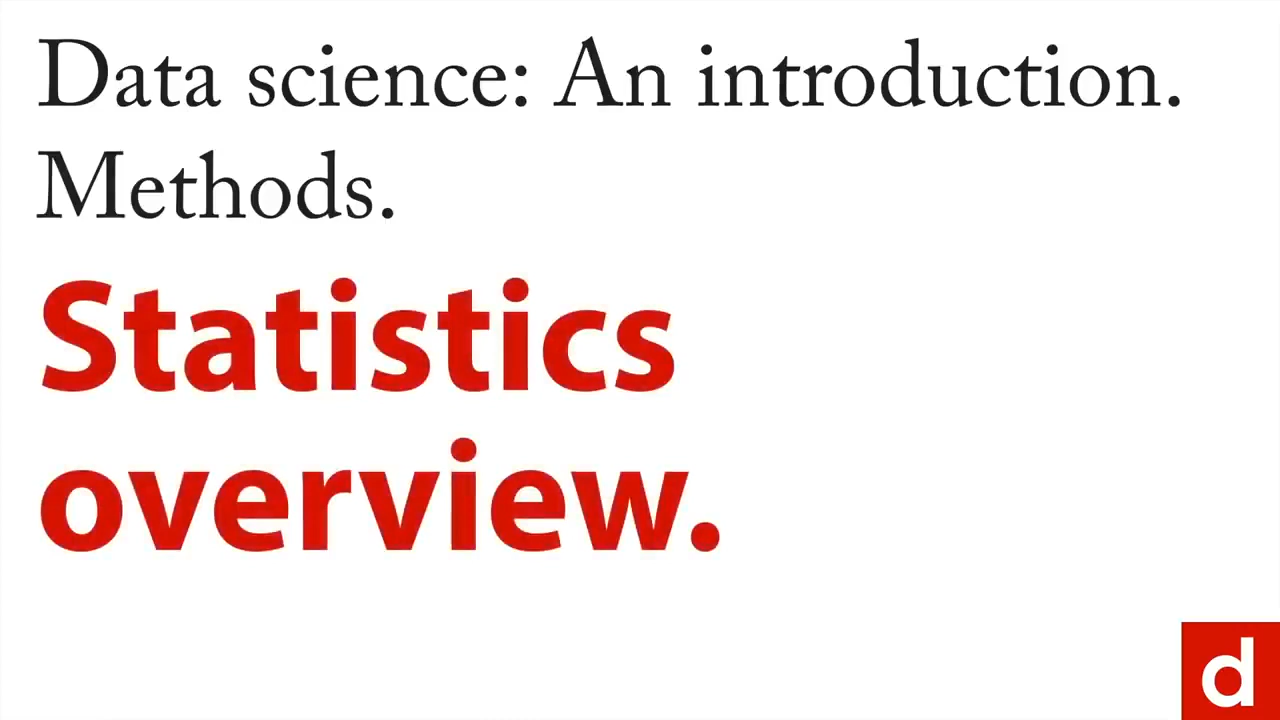 Data science: An introduction.
Methods.
Statistics
overview.
d